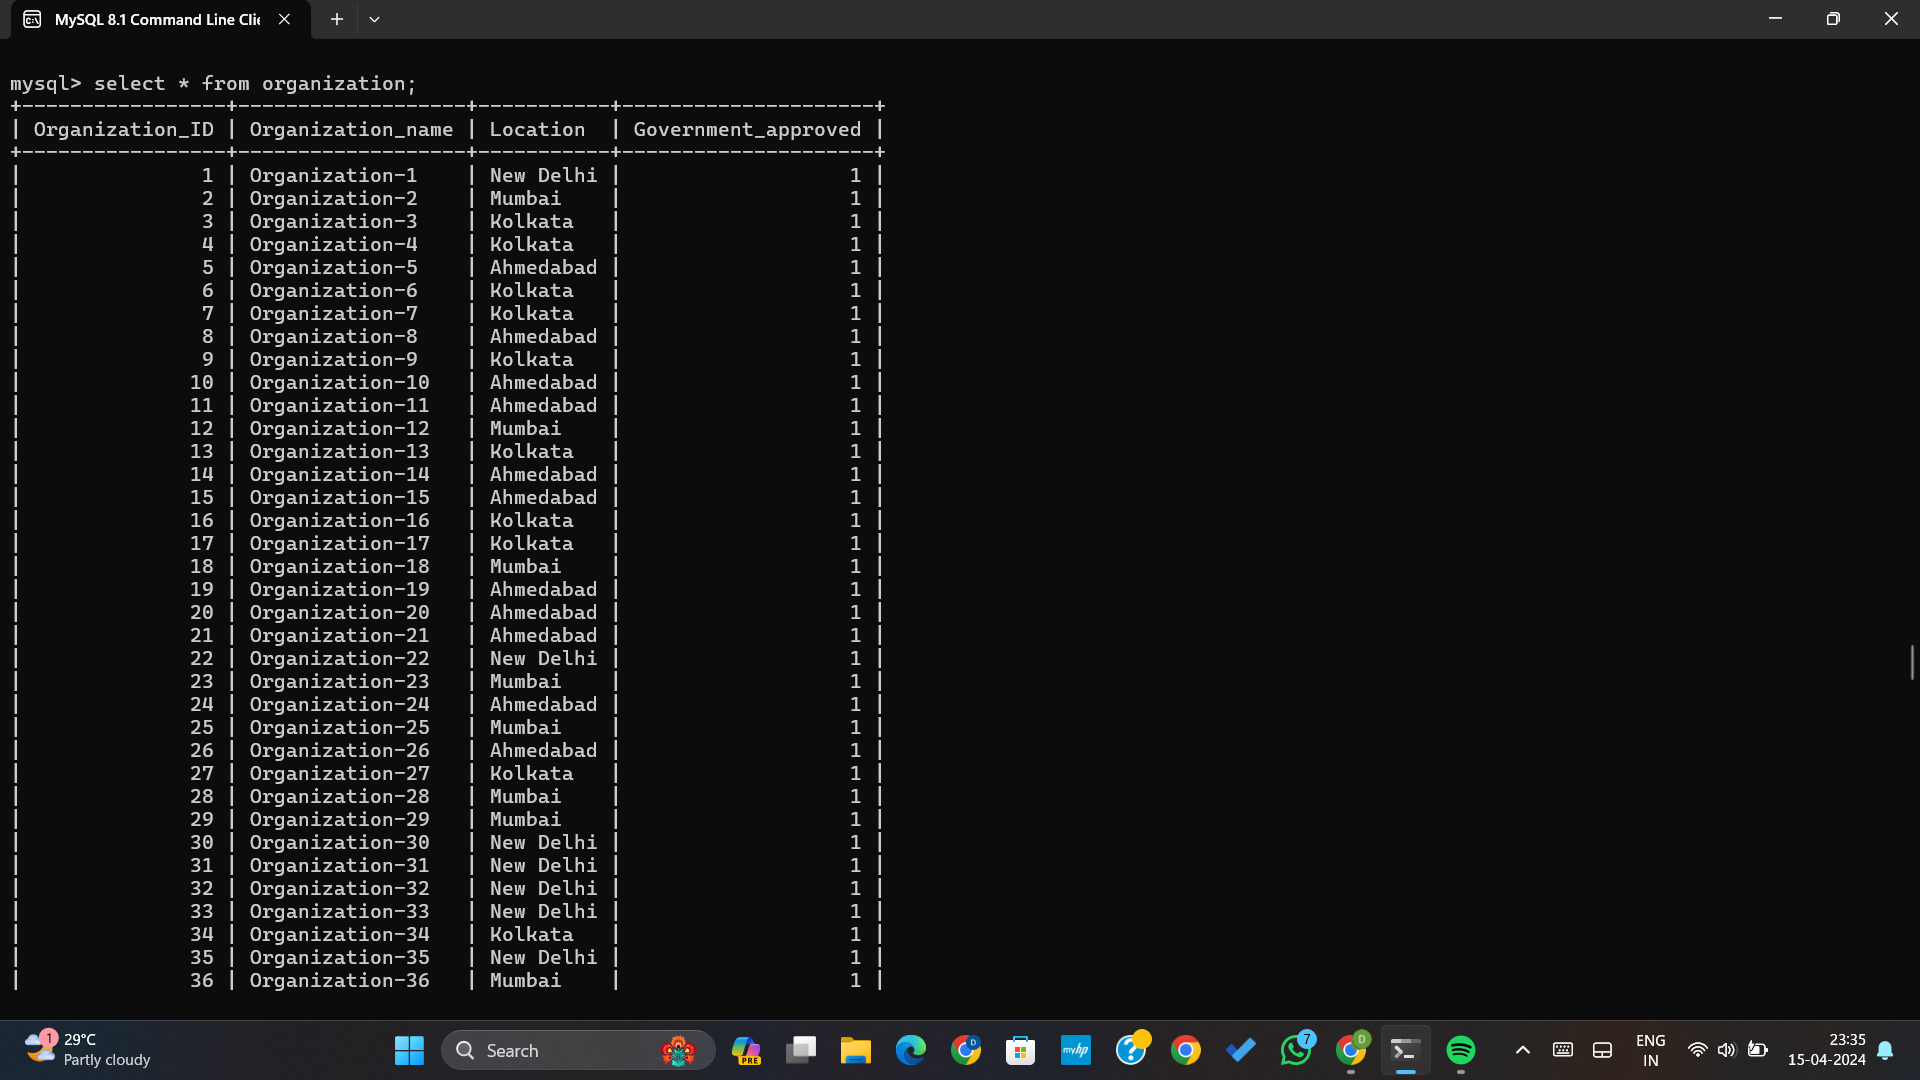 MySQL 8.1 Command Line Clie
mysql> select * from organization;
+-----------------+-------------------+-----------+---------------------+
| Organization_ID | Organization_name | Location  | Government_approved |
+-----------------+-------------------+-----------+---------------------+
|               1 | Organization-1    | New Delhi |                   1 |
|               2 | Organization-2    | Mumbai    |                   1 |
|               3 | Organization-3    | Kolkata   |                   1 |
|               4 | Organization-4    | Kolkata   |                   1 |
|               5 | Organization-5    | Ahmedabad |                   1 |
|               6 | Organization-6    | Kolkata   |                   1 |
|               7 | Organization-7    | Kolkata   |                   1 |
|               8 | Organization-8    | Ahmedabad |                   1 |
|               9 | Organization-9    | Kolkata   |                   1 |
|              10 | Organization-10   | Ahmedabad |                   1 |
|              11 | Organization-11   | Ahmedabad |                   1 |
|              12 | Organization-12   | Mumbai    |                   1 |
|              13 | Organization-13   | Kolkata   |                   1 |
|              14 | Organization-14   | Ahmedabad |                   1 |
|              15 | Organization-15   | Ahmedabad |                   1 |
|              16 | Organization-16   | Kolkata   |                   1 |
|              17 | Organization-17   | Kolkata   |                   1 |
|              18 | Organization-18   | Mumbai    |                   1 |
|              19 | Organization-19   | Ahmedabad |                   1 |
|              20 | Organization-20   | Ahmedabad |                   1 |
|              21 | Organization-21   | Ahmedabad |                   1 |
|              22 | Organization-22   | New Delhi |                   1 |
|              23 | Organization-23   | Mumbai    |                   1 |
|              24 | Organization-24   | Ahmedabad |                   1 |
|              25 | Organization-25   | Mumbai    |                   1 |
|              26 | Organization-26   | Ahmedabad |                   1 |
|              27 | Organization-27   | Kolkata   |                   1 |
|              28 | Organization-28   | Mumbai    |                   1 |
|              29 | Organization-29   | Mumbai    |                   1 |
|              30 | Organization-30   | New Delhi |                   1 |
|              31 | Organization-31   | New Delhi |                   1 |
|              32 | Organization-32   | New Delhi |                   1 |
|              33 | Organization-33   | New Delhi |                   1 |
|              34 | Organization-34   | Kolkata   |                   1 |
|              35 | Organization-35   | New Delhi |                   1 |
|              36 | Organization-36   | Mumbai    |                   1 |
1
29°C
Partly cloudy
Search
PRE
D
myhp
?
7
D
ENG
IN
23:35
15-04-2024